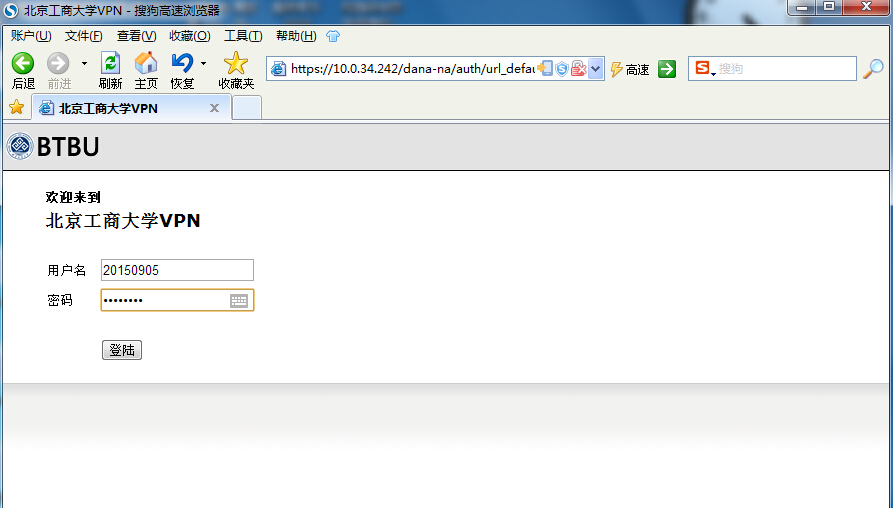 北京工商大学VPN - 搜狗高速浏览器
账户(U) 文件(F) 查看(V) 收藏(O) 工具(T) 帮助(H)
后退 前进 刷新 主页 恢复 收藏夹 https://10.0.34.242/dana-na/auth/url_defau 高速 S 搜狗
北京工商大学VPN
BTBU
欢迎来到
北京工商大学VPN
用户名 20150905
密码 ••••••••
登陆